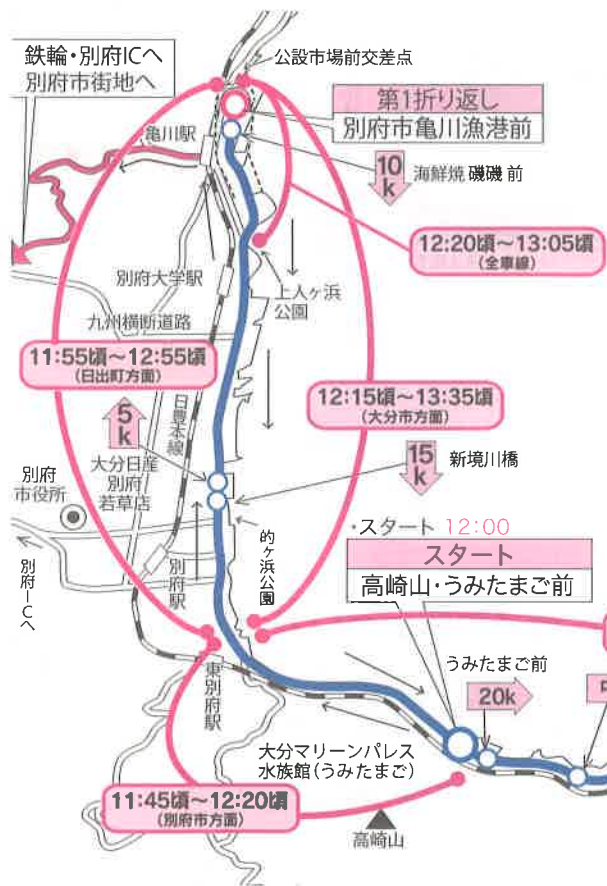 公設市場前交差点
鉄輪・別府ICへ
別府市街地へ
第1折り返し
別府市亀川漁港前
亀川駅
10
k
海鮮焼 磯磯 前
12:20頃～13:05頃
(全車線)
別府大学駅
上人ヶ浜
公園
九州横断道路
11:55頃～12:55頃
(日出町方面)
12:15頃～13:35頃
(大分市方面)
5
k
日豊本線
15
k
新境川橋
大分日産
別府
若草店
別府
市役所
・スタート 12:00
スタート
高崎山・うみたまご前
的ヶ浜公園
別府駅
別府ICへ
うみたまご前
20k
東別府駅
大分マリーンパレス
水族館(うみたまご)
11:45頃～12:20頃
(別府市方面)
高崎山